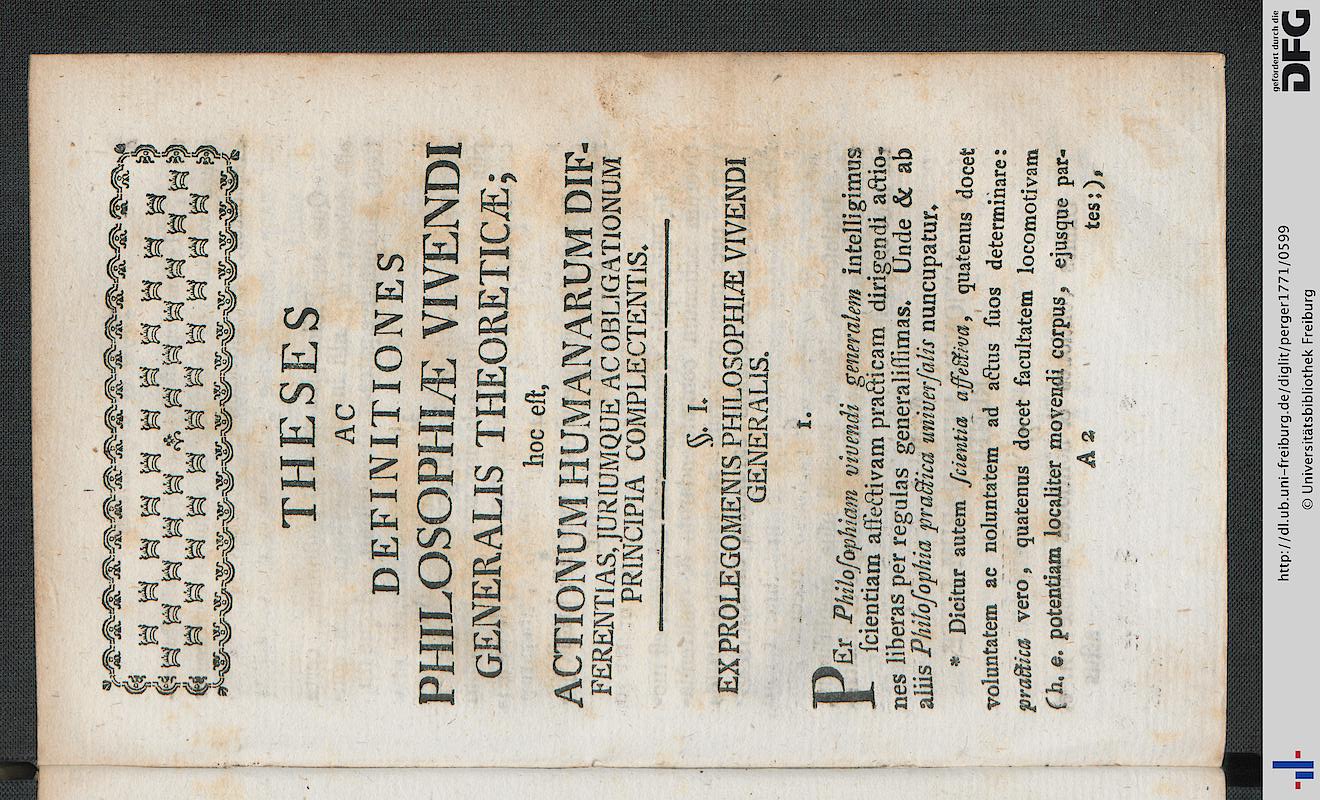 THESES
AC
DEFINITIONES
PHILOSOPHIÆ VIVENDI
GENERALIS THEORETICÆ;
hoc eſt,
ACTIONUM HUMANARUM DIF-
FERENTIAS, JURIUMQUE AC OBLIGATIONUM
PRINCIPIA COMPLECTENTIS.
§. I.
EX PROLEGOMENIS PHILOSOPHIÆ VIVENDI
GENERALIS.
I.
PEr Philoſophiam vivendi generalem intelligimus
ſcientiam affectivam practicam dirigendi actio-
nes liberas per regulas generaliſſimas. Unde & ab
aliis Philoſophia practica univerſalis nuncupatur.
* Dicitur autem ſcientia affectiva, quatenus docet
voluntatem ac noluntatem ad actus ſuos determinare:
practica vero, quatenus docet facultatem locomotivam
(h. e. potentiam localiter movendi corpus, ejusque par-
A 2 tes:),
gefördert durch die
DFG
http://dl.ub.uni-freiburg.de/diglit/perger1771/0599
© Universitätsbibliothek Freiburg